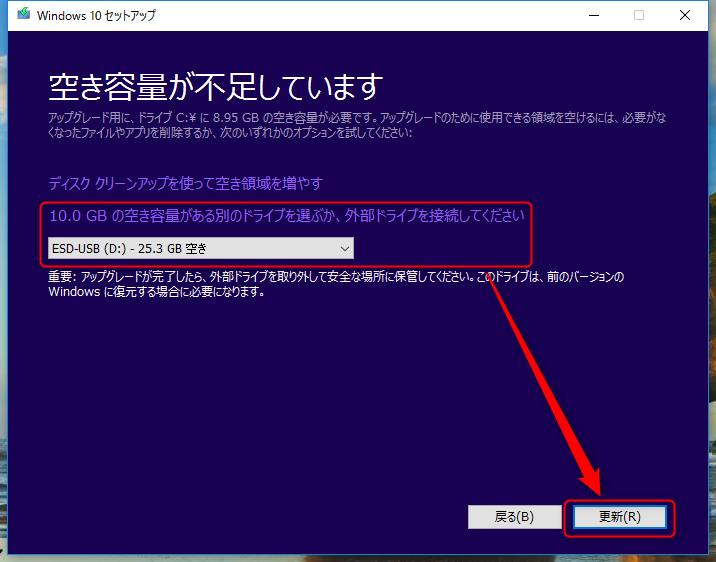 Windows 10 セットアップ
空き容量が不足しています
アップグレード用に、ドライブ C:¥ に 8.95 GB の空き容量が必要です。アップグレードのために使用できる領域を空けるには、必要がな
くなったファイルやアプリを削除するか、次のいずれかのオプションを試してください:
ディスク クリーンアップを使って空き領域を増やす
10.0 GB の空き容量がある別のドライブを選ぶか、外部ドライブを接続してください
ESD-USB (D:) - 25.3 GB 空き
重要: アップグレードが完了したら、外部ドライブを取り外して安全な場所に保管してください。このドライブは、前のバージョンの
Windows に復元する場合に必要になります。
戻る(B)
更新(R)